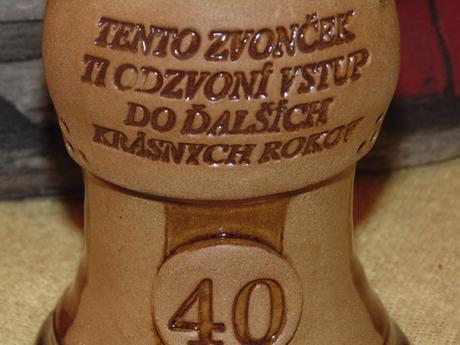 TENTO ZVONČEK
TI ODZVONÍ VSTUP
DO ĎALŠÍCH
KRÁSNYCH ROKOV
40